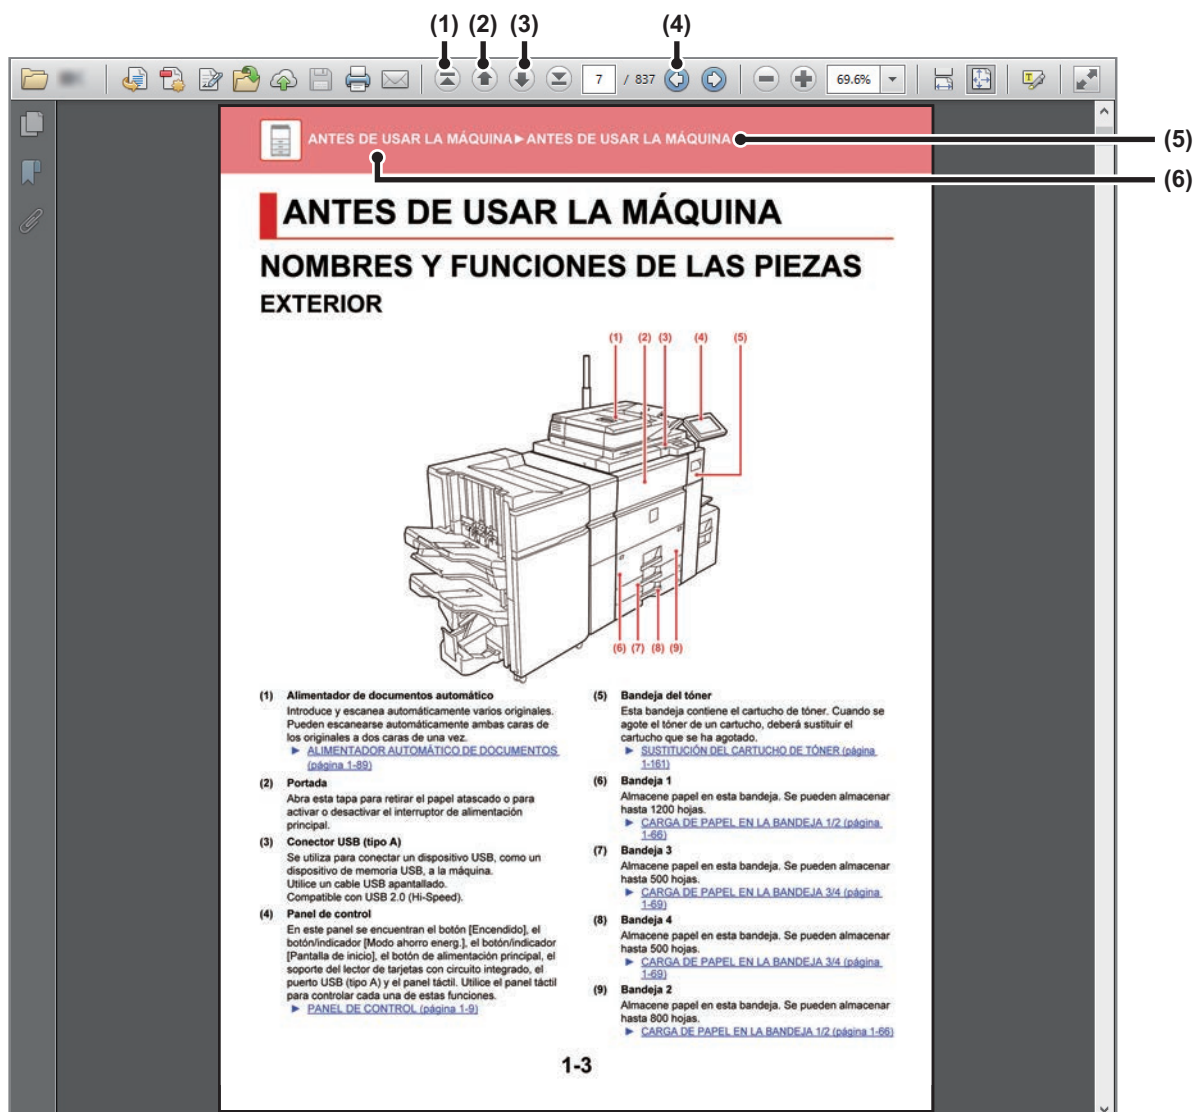 (1) (2) (3) (4)
7 / 837 69.6%
ANTES DE USAR LA MÁQUINA►ANTES DE USAR LA MÁQUINA
(5)
(6)
ANTES DE USAR LA MÁQUINA
NOMBRES Y FUNCIONES DE LAS PIEZAS
EXTERIOR
(1) (2) (3) (4) (5)
(6) (7) (8) (9)
(1) Alimentador de documentos automático
Introduce y escanea automáticamente varios originales.
Pueden escanearse automáticamente ambas caras de
los originales a dos caras de una vez.
► ALIMENTADOR AUTOMÁTICO DE DOCUMENTOS
(página 1-89)
(2) Portada
Abra esta tapa para retirar el papel atascado o para
activar o desactivar el interruptor de alimentación
principal.
(3) Conector USB (tipo A)
Se utiliza para conectar un dispositivo USB, como un
dispositivo de memoria USB, a la máquina.
Utilice un cable USB apantallado.
Compatible con USB 2.0 (Hi-Speed).
(4) Panel de control
En este panel se encuentran el botón [Encendido], el
botón/indicador [Modo ahorro energ.], el botón/indicador
[Pantalla de inicio], el botón de alimentación principal, el
soporte del lector de tarjetas con circuito integrado, el
puerto USB (tipo A) y el panel táctil. Utilice el panel táctil
para controlar cada una de estas funciones.
► PANEL DE CONTROL (página 1-9)
(5) Bandeja del tóner
Esta bandeja contiene el cartucho de tóner. Cuando se
agote el tóner de un cartucho, deberá sustituir el
cartucho que se ha agotado.
► SUSTITUCIÓN DEL CARTUCHO DE TÓNER (página
1-161)
(6) Bandeja 1
Almacene papel en esta bandeja. Se pueden almacenar
hasta 1200 hojas.
► CARGA DE PAPEL EN LA BANDEJA 1/2 (página
1-66)
(7) Bandeja 3
Almacene papel en esta bandeja. Se pueden almacenar
hasta 500 hojas.
► CARGA DE PAPEL EN LA BANDEJA 3/4 (página
1-69)
(8) Bandeja 4
Almacene papel en esta bandeja. Se pueden almacenar
hasta 500 hojas.
► CARGA DE PAPEL EN LA BANDEJA 3/4 (página
1-69)
(9) Bandeja 2
Almacene papel en esta bandeja. Se pueden almacenar
hasta 800 hojas.
► CARGA DE PAPEL EN LA BANDEJA 1/2 (página 1-66)
1-3